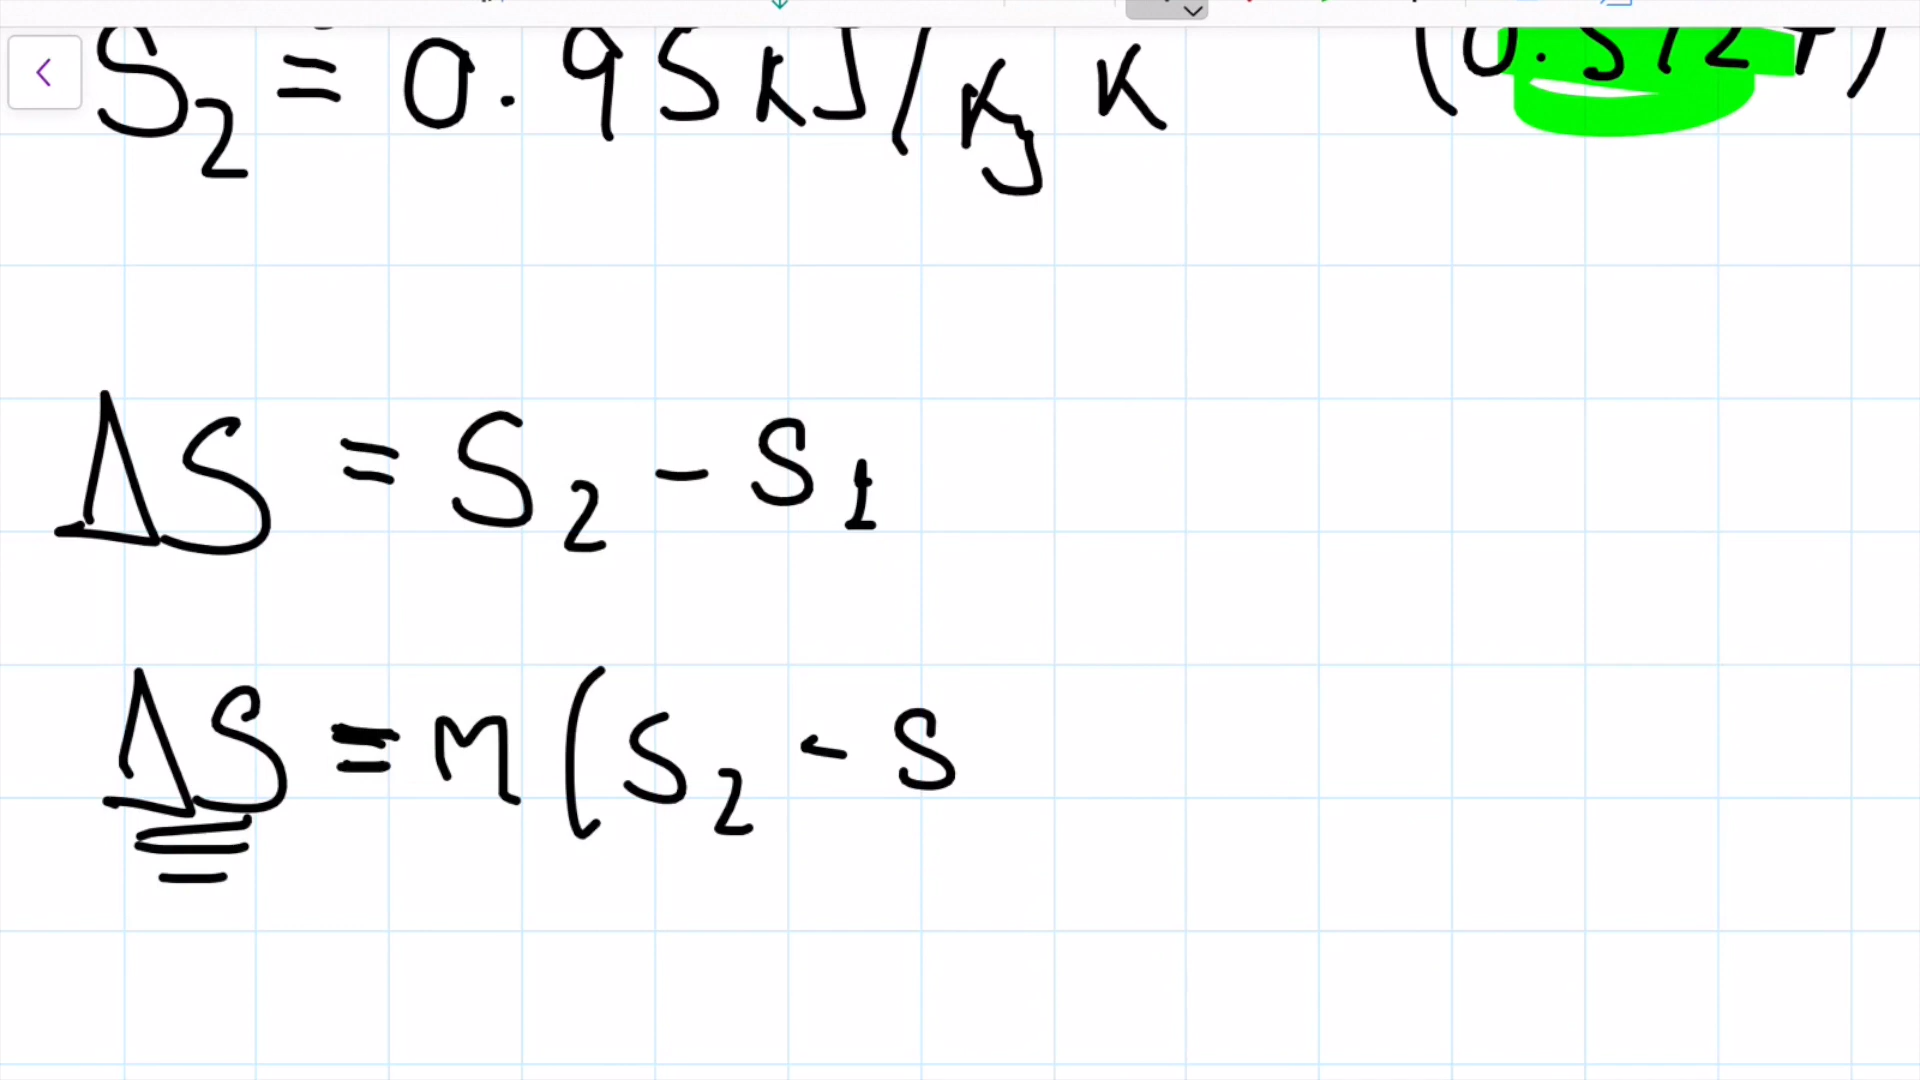 S₂ = 0.95 kJ/kg K
ΔS = S₂ - S₁
ΔS = m(S₂ - S